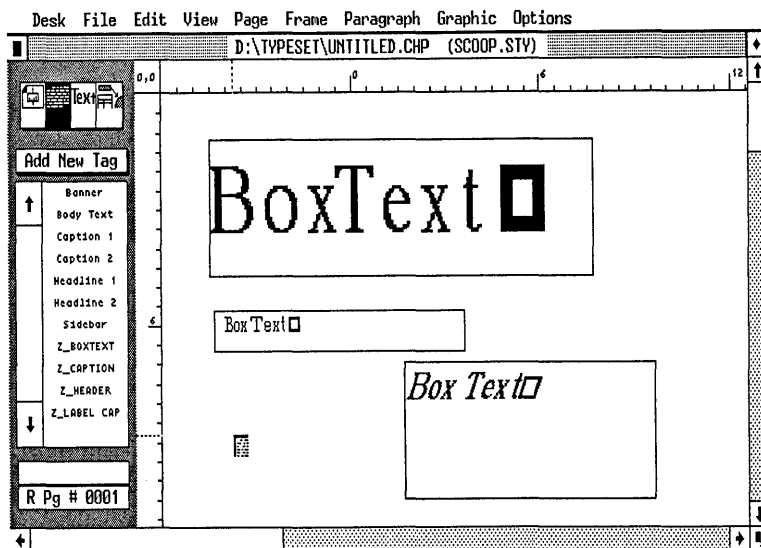 Desk File Edit View Page Frame Paragraph Graphic Options
D:\TYPESET\UNTITLED.CHP (SCOOP.STY)
0,0 0 6 12
Text
Add New Tag
Banner
Body Text
Caption 1
Caption 2
Headline 1
Headline 2
Sidebar
Z_BOXTEXT
Z_CAPTION
Z_HEADER
Z_LABEL CAP
R Pg # 0001
6
BoxText
Box Text
Box Text